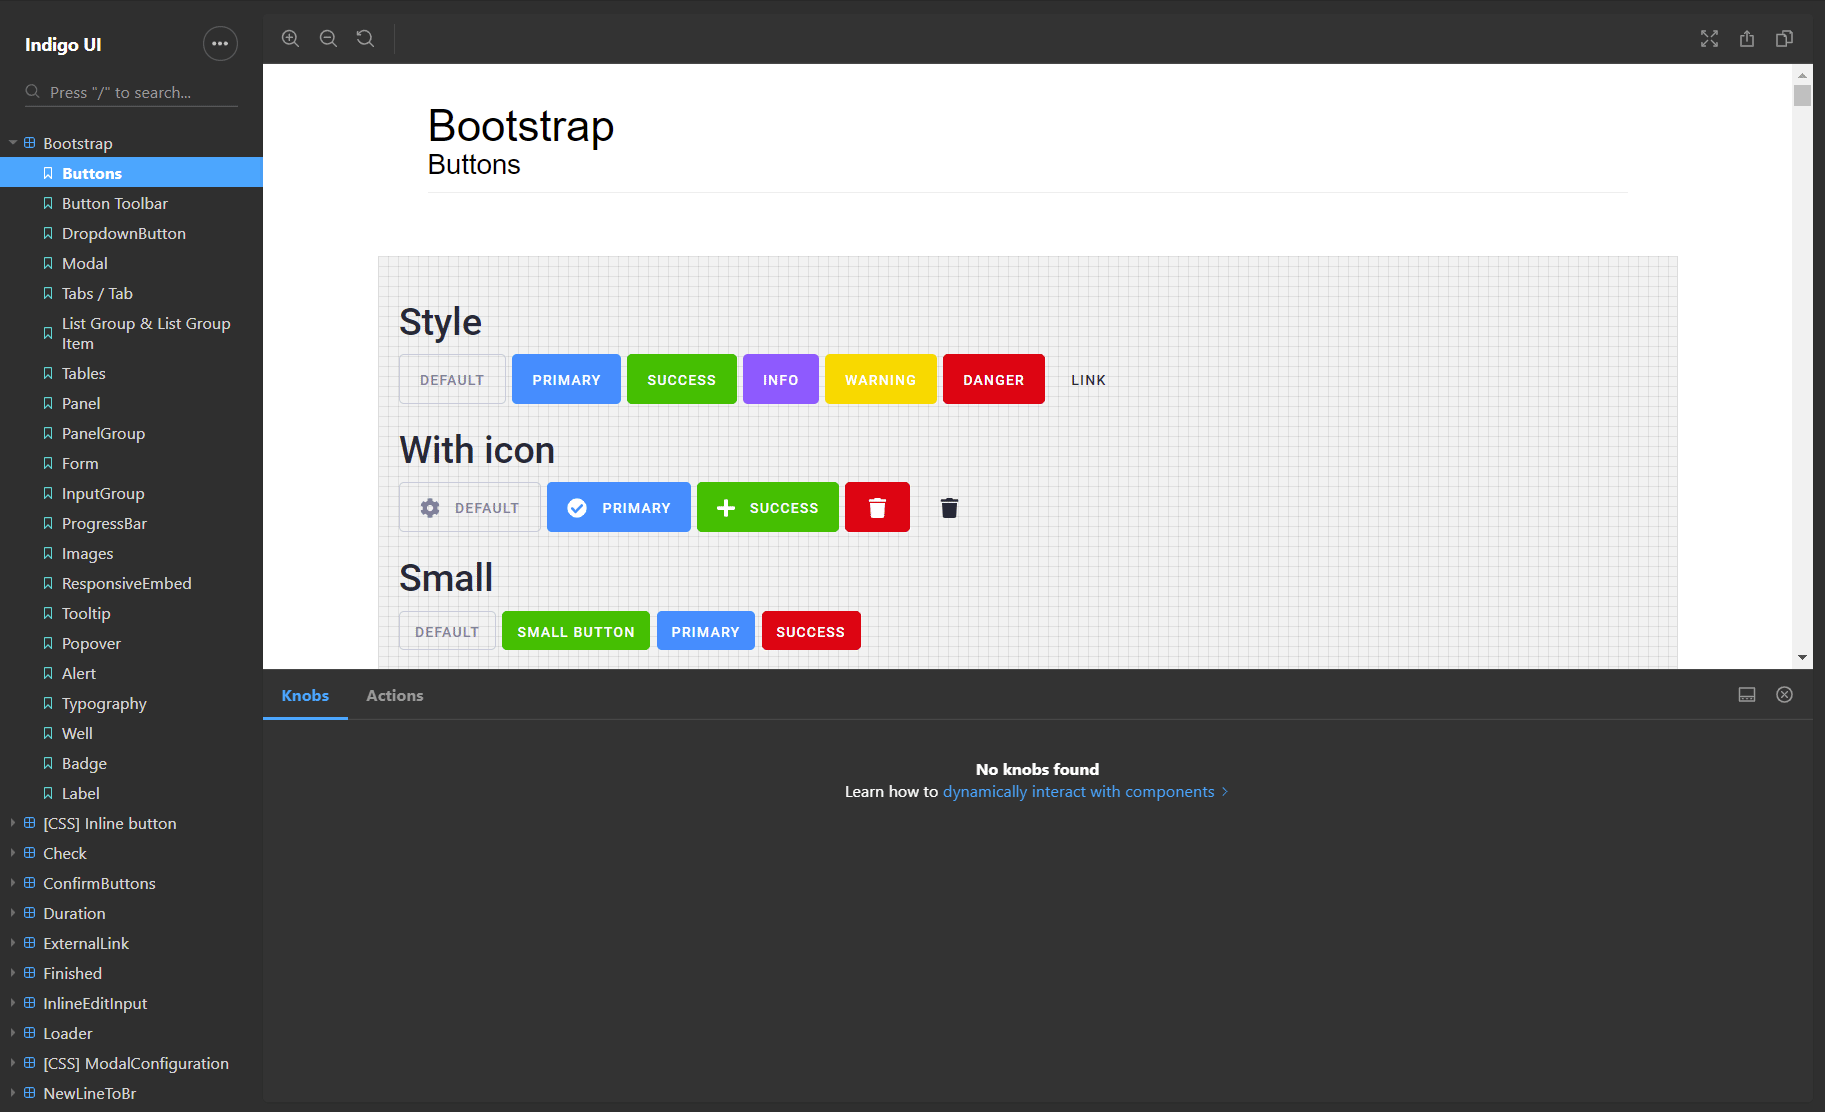 Indigo UI
Press "/" to search...
Bootstrap
Buttons
Button Toolbar
DropdownButton
Modal
Tabs / Tab
List Group & List Group
Item
Tables
Panel
PanelGroup
Form
InputGroup
ProgressBar
Images
ResponsiveEmbed
Tooltip
Popover
Alert
Typography
Well
Badge
Label
[CSS] Inline button
Check
ConfirmButtons
Duration
ExternalLink
Finished
InlineEditInput
Loader
[CSS] ModalConfiguration
NewLineToBr
Bootstrap
Buttons
Style
DEFAULT PRIMARY SUCCESS INFO WARNING DANGER LINK
With icon
DEFAULT PRIMARY SUCCESS
Small
DEFAULT SMALL BUTTON PRIMARY SUCCESS
Knobs Actions
No knobs found
Learn how to dynamically interact with components